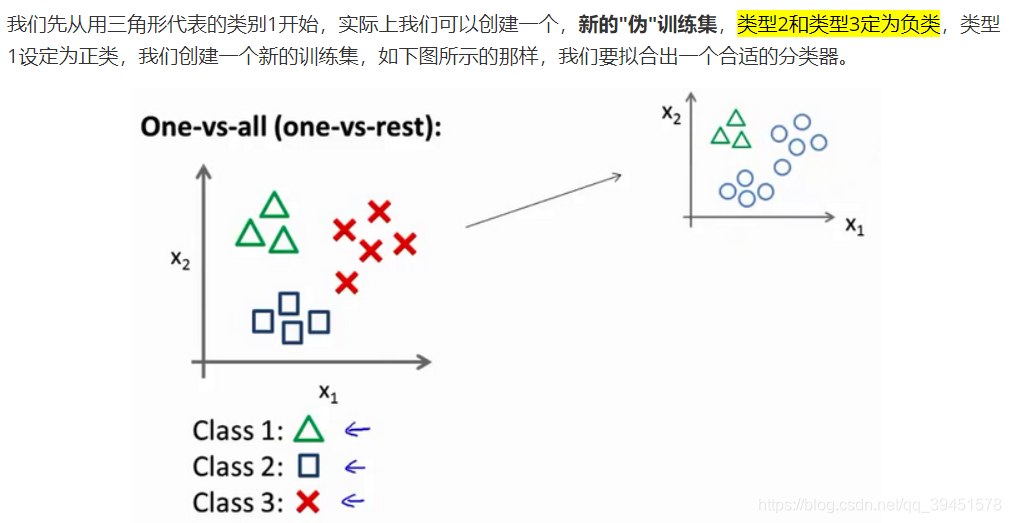 我们先从用三角形代表的类别1开始，实际上我们可以创建一个，新的"伪"训练集，类型2和类型3定为负类，类型
1设定为正类，我们创建一个新的训练集，如下图所示的那样，我们要拟合出一个合适的分类器。
One-vs-all (one-vs-rest):
x2
x1
x2
x1
Class 1:
Class 2:
Class 3:
https://blog.csdn.net/qq_39451578